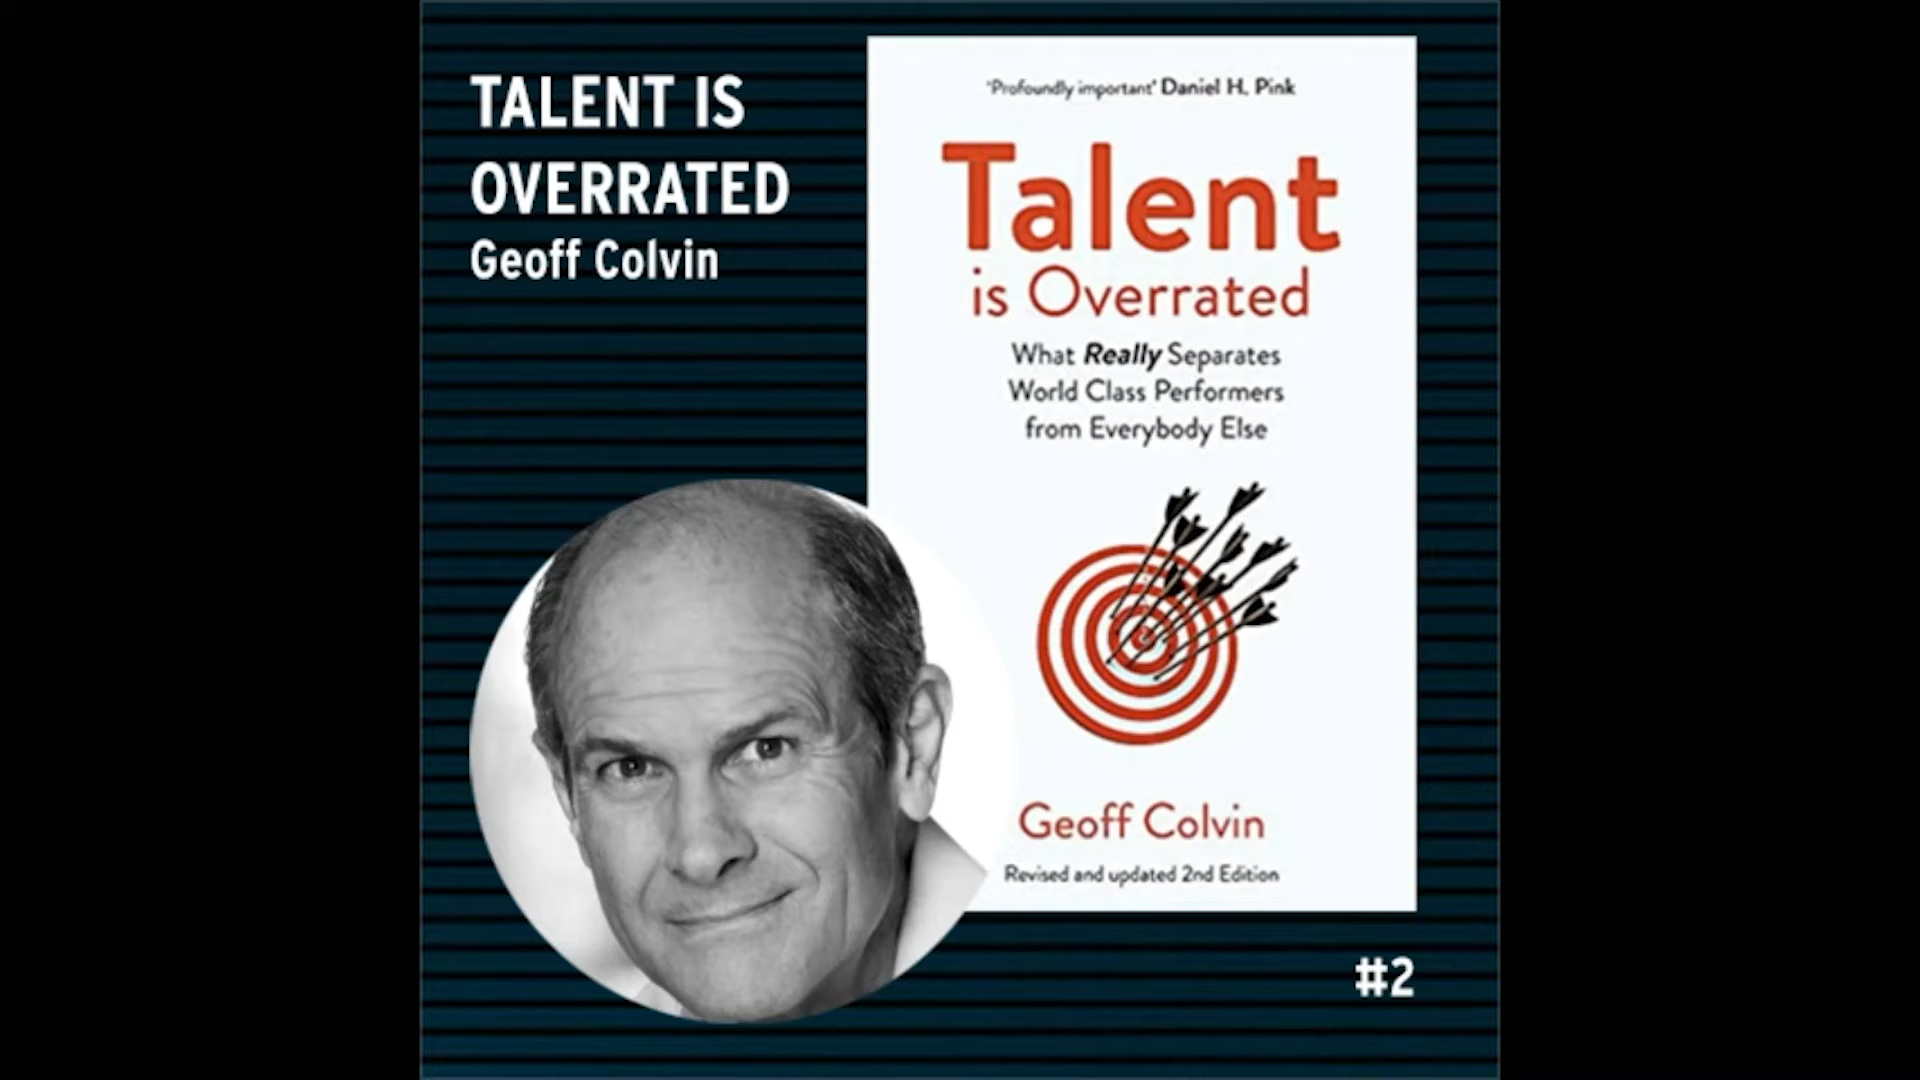 TALENT IS
OVERRATED
Geoff Colvin
'Profoundly important' Daniel H. Pink
Talent
is Overrated
What Really Separates
World Class Performers
from Everybody Else
Geoff Colvin
Revised and updated 2nd Edition
#2